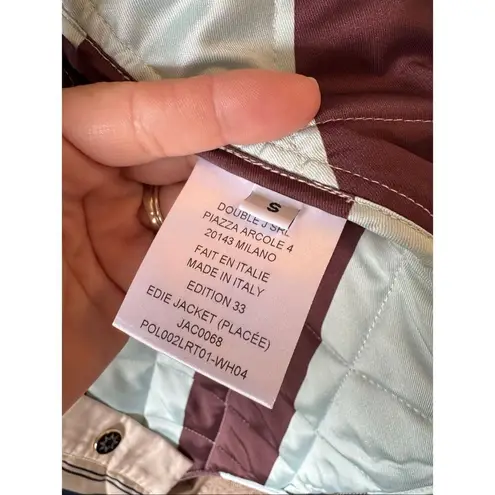 S
DOUBLE J SRL
PIAZZA ARCOLE 4
20143 MILANO
FAIT EN ITALIE
MADE IN ITALY
EDITION 33
EDIE JACKET (PLACÉE)
JAC0068
POL002LRT01-WH04